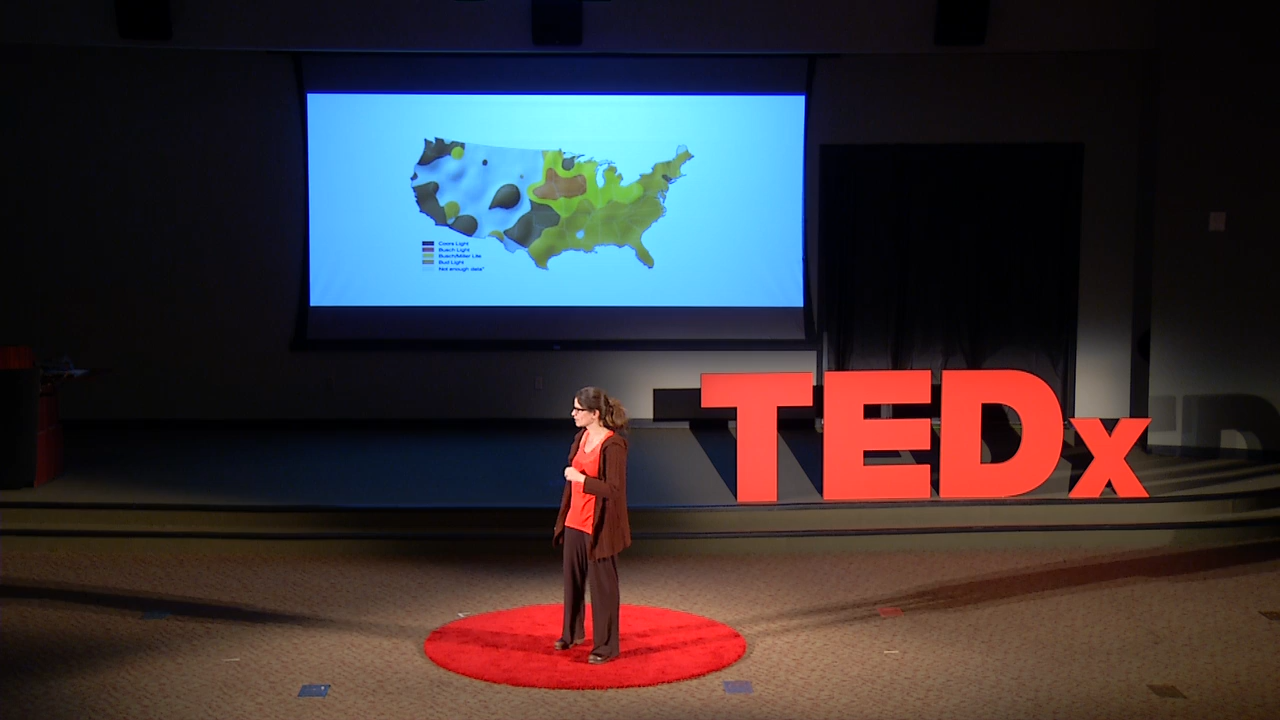 Coors Light
Busch Light
Busch/Miller Lite
Bud Light
Not enough data*
TEDx